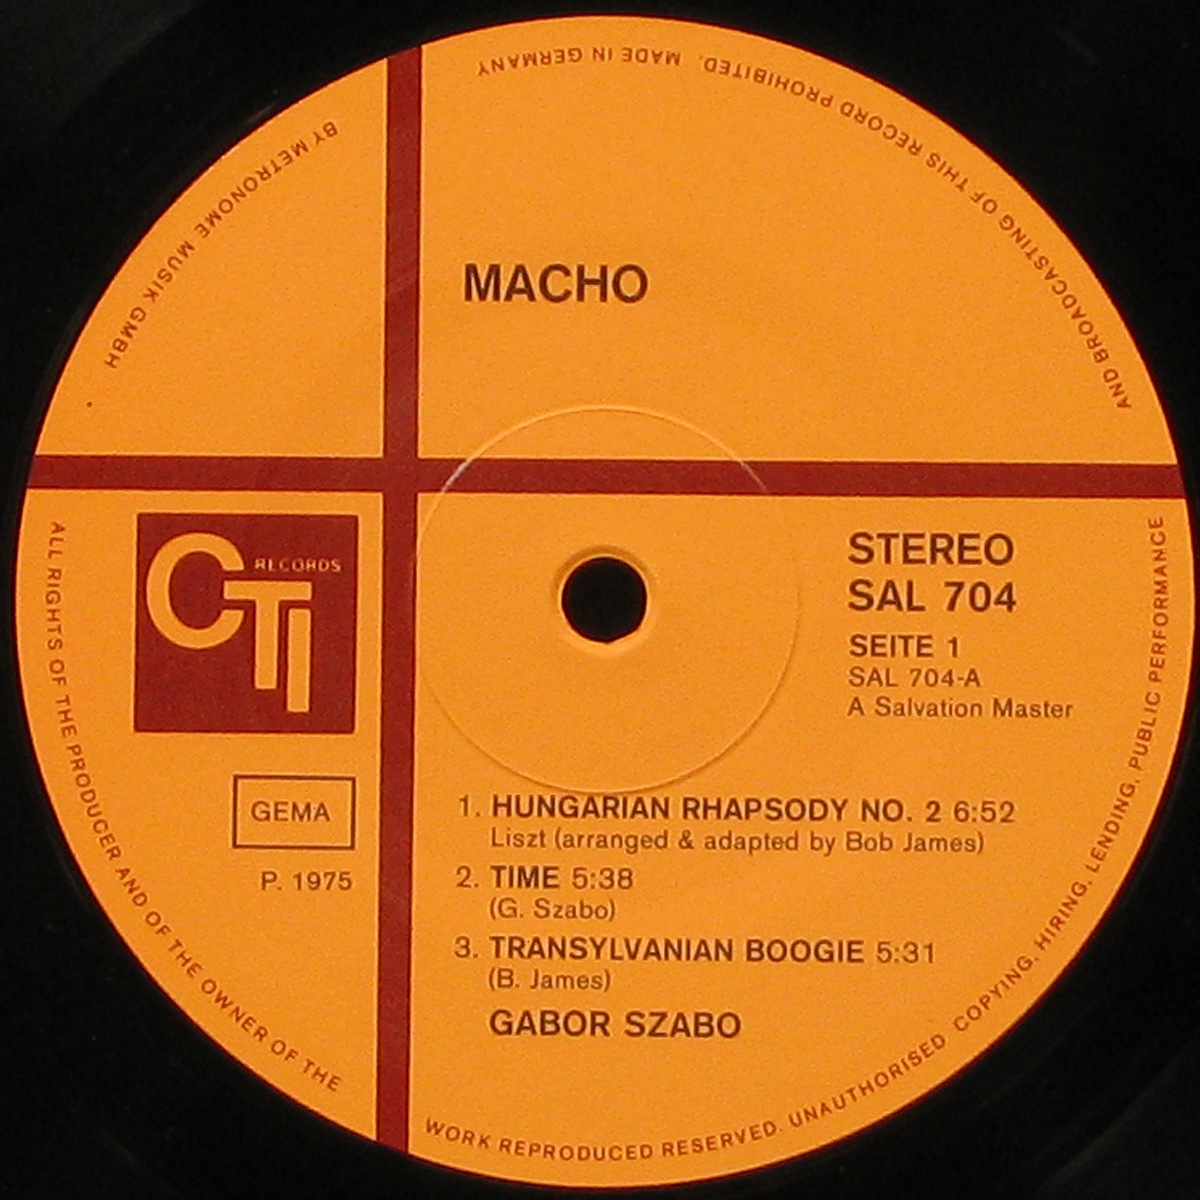 MACHO
CTI RECORDS
STEREO
SAL 704
SEITE 1
SAL 704-A
A Salvation Master
GEMA
P. 1975
1. HUNGARIAN RHAPSODY NO. 2 6:52
Liszt (arranged & adapted by Bob James)
2. TIME 5:38
(G. Szabo)
3. TRANSYLVANIAN BOOGIE 5:31
(B. James)
GABOR SZABO
ALL RIGHTS OF THE PRODUCER AND OF THE OWNER OF THE WORK REPRODUCED RESERVED. UNAUTHORISED COPYING, HIRING, LENDING, PUBLIC PERFORMANCE AND BROADCASTING OF THIS RECORD PROHIBITED. MADE IN GERMANY BY METRONOME MUSIK GMBH